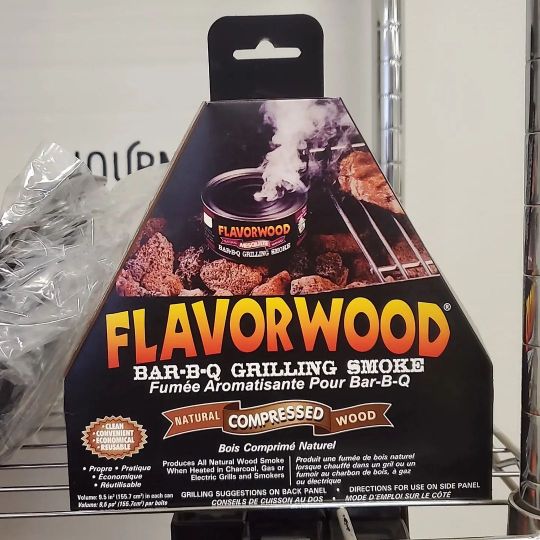 FLAVORWOOD
MESQUITE
BAR-B-Q GRILLING SMOKE
FLAVORWOOD®
BAR-B-Q GRILLING SMOKE
Fumée Aromatisante Pour Bar-B-Q
NATURAL COMPRESSED WOOD
Bois Comprimé Naturel
• CLEAN
• CONVENIENT
• ECONOMICAL
• REUSABLE
• Propre • Pratique
• Économique
• Réutilisable
Produces All Natural Wood Smoke
When Heated in Charcoal, Gas or
Electric Grills and Smokers
Produit une fumée de bois naturel
lorsque chauffé dans un gril ou un
fumoir au charbon de bois, à gaz
ou électrique
Volume: 9.5 in³ (155.7 cm³) in each can
Volume: 9,5 po³ (155.7cm³) par boîte
GRILLING SUGGESTIONS ON BACK PANEL • DIRECTIONS FOR USE ON SIDE PANEL
CONSEILS DE CUISSON AU DOS • MODE D'EMPLOI SUR LE CÔTÉ